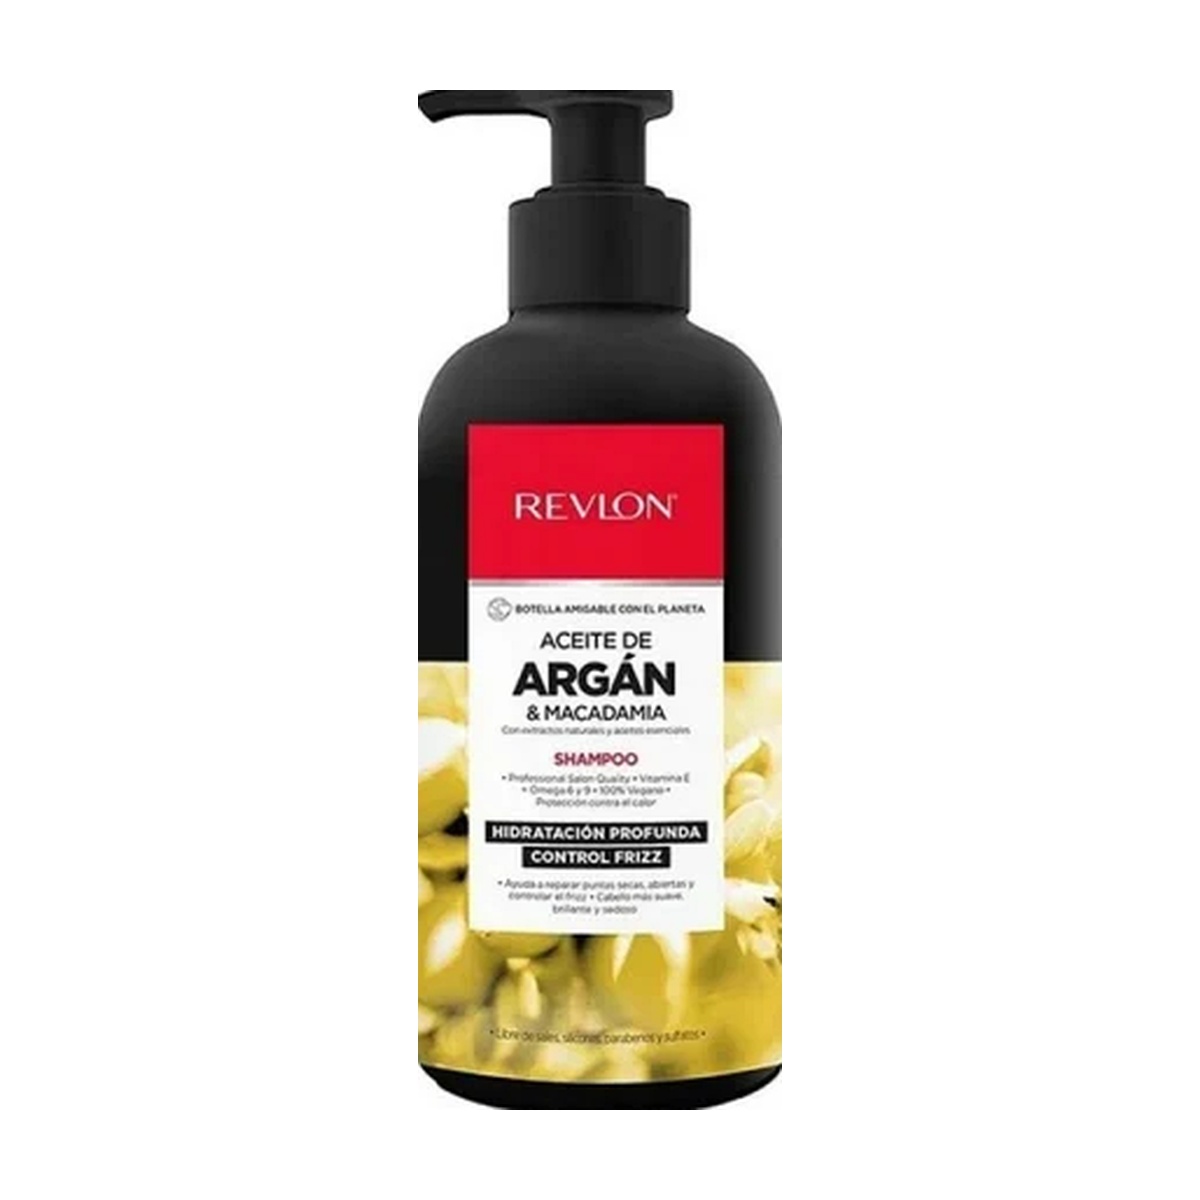 REVLON
BOTELLA AMIGABLE CON EL PLANETA
ACEITE DE
ARGÁN
& MACADAMIA
Con extractos naturales y aceites esenciales
SHAMPOO
• Professional Salon Quality • Vitamina E
• Omega 6 y 9 • 100% Vegano •
Protección contra el calor
HIDRATACIÓN PROFUNDA
CONTROL FRIZZ
• Ayuda a reparar puntas secas, abiertas y
controlar el frizz • Cabello más suave,
brillante y sedoso
• Libre de sales, silicones, parabenos y sulfatos •